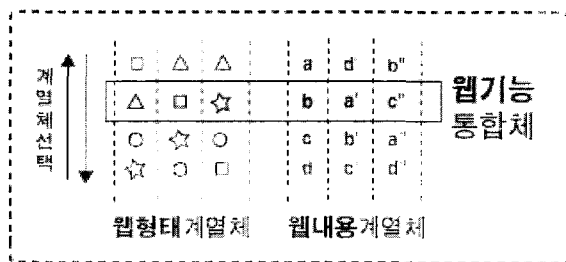 계열체선택
a d b"
b a' c"
웹기능
통합체
c b' a"
d c' d"
웹형태계열체 웹내용계열체